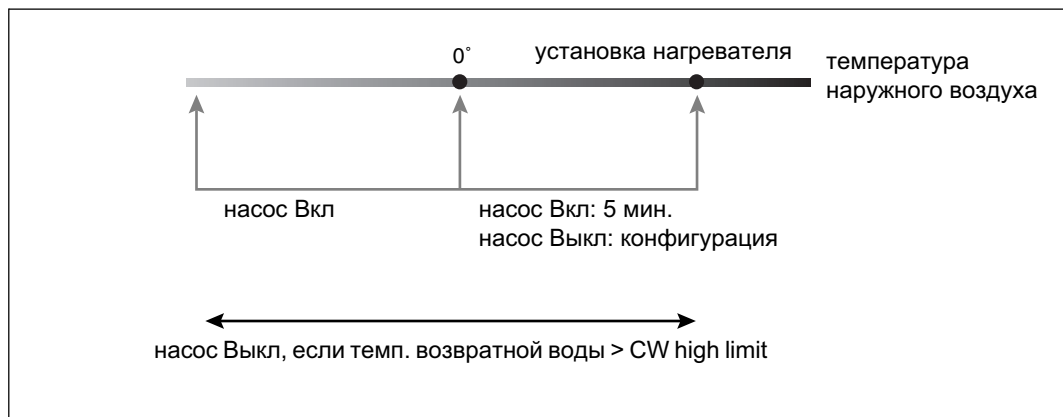 0˚
установка нагревателя
температура
наружного воздуха
насос Вкл
насос Вкл: 5 мин.
насос Выкл: конфигурация
насос Выкл, если темп. возвратной воды > CW high limit